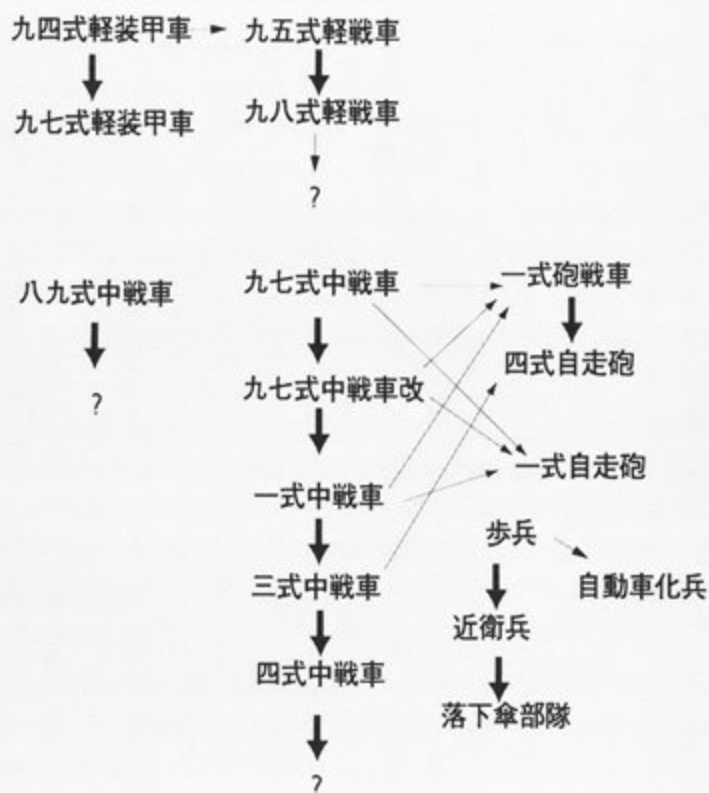 九四式軽装甲車
九五式軽戦車
九七式軽装甲車
九八式軽戦車
?
八九式中戦車
?
九七式中戦車
一式砲戦車
四式自走砲
九七式中戦車改
一式自走砲
一式中戦車
三式中戦車
四式中戦車
?
歩兵
自動車化兵
近衛兵
落下傘部隊